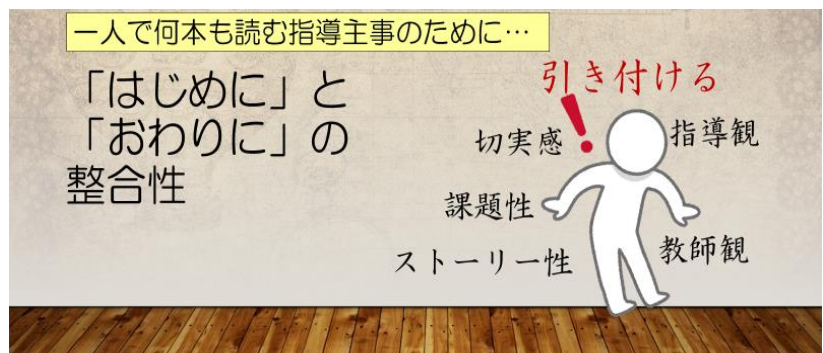 一人で何本も読む指導主事のために…
「はじめに」と
「おわりに」の
整合性
引き付ける
切実感
指導観
課題性
ストーリー性
教師観